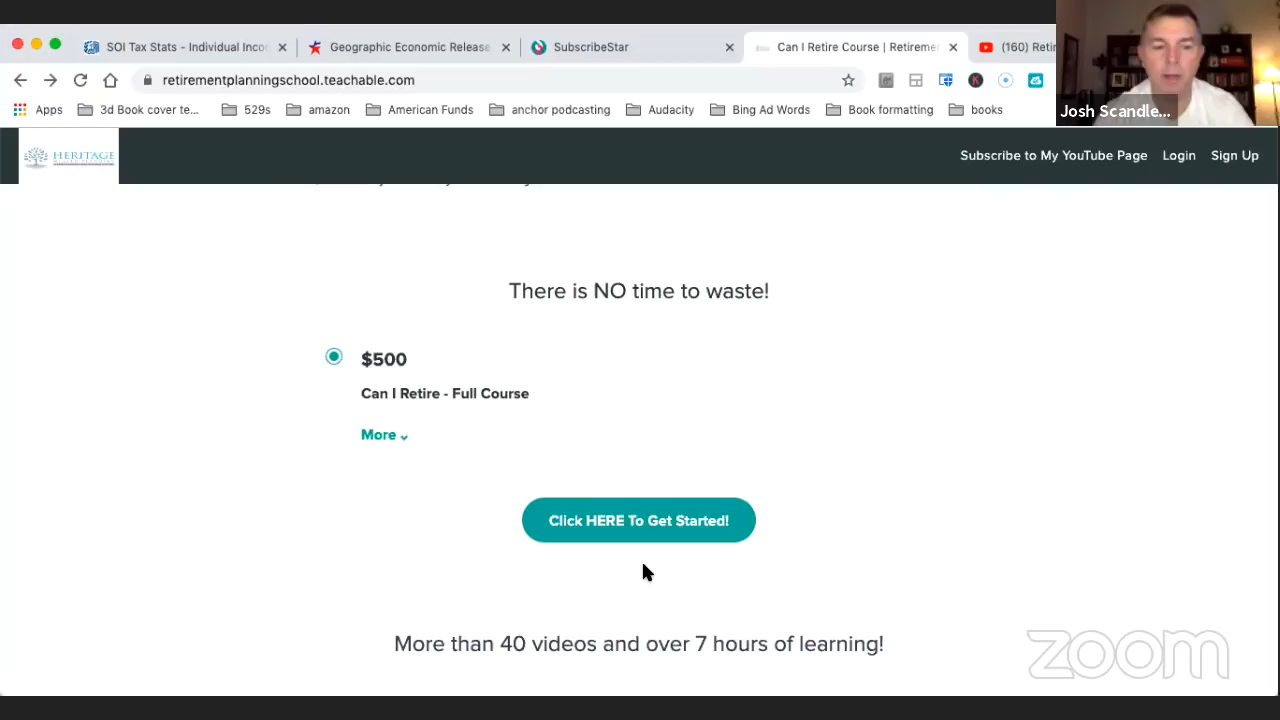 SOI Tax Stats - Individual Inco
Geographic Economic Release
SubscribeStar
Can I Retire Course | Retireme
(160) Retir
retirementplanningschool.teachable.com
Apps
3d Book cover te...
529s
amazon
American Funds
anchor podcasting
Audacity
Bing Ad Words
Book formatting
books
Josh Scandle...
HERITAGE
Subscribe to My YouTube Page
Login
Sign Up
There is NO time to waste!
$500
Can I Retire - Full Course
More
Click HERE To Get Started!
More than 40 videos and over 7 hours of learning!
zoom